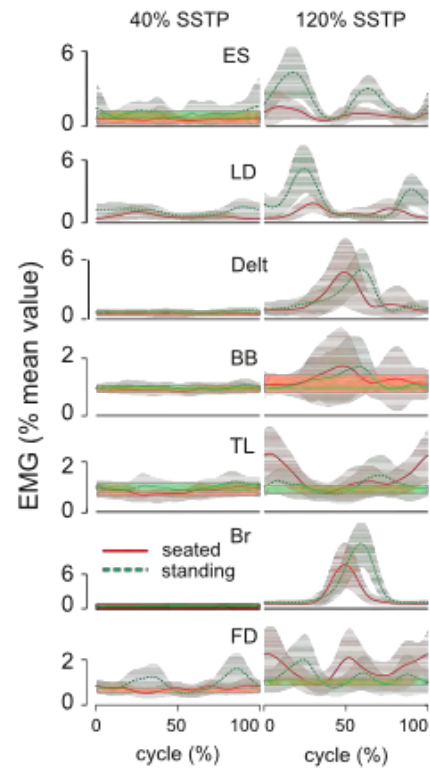 40% SSTP 120% SSTP
ES
6
0
LD
6
0
Delt
6
0
BB
2
0
TL
2
0
Br
seated
standing
6
0
FD
2
0
0 50 100 0 50 100
cycle (%) cycle (%)
EMG (% mean value)